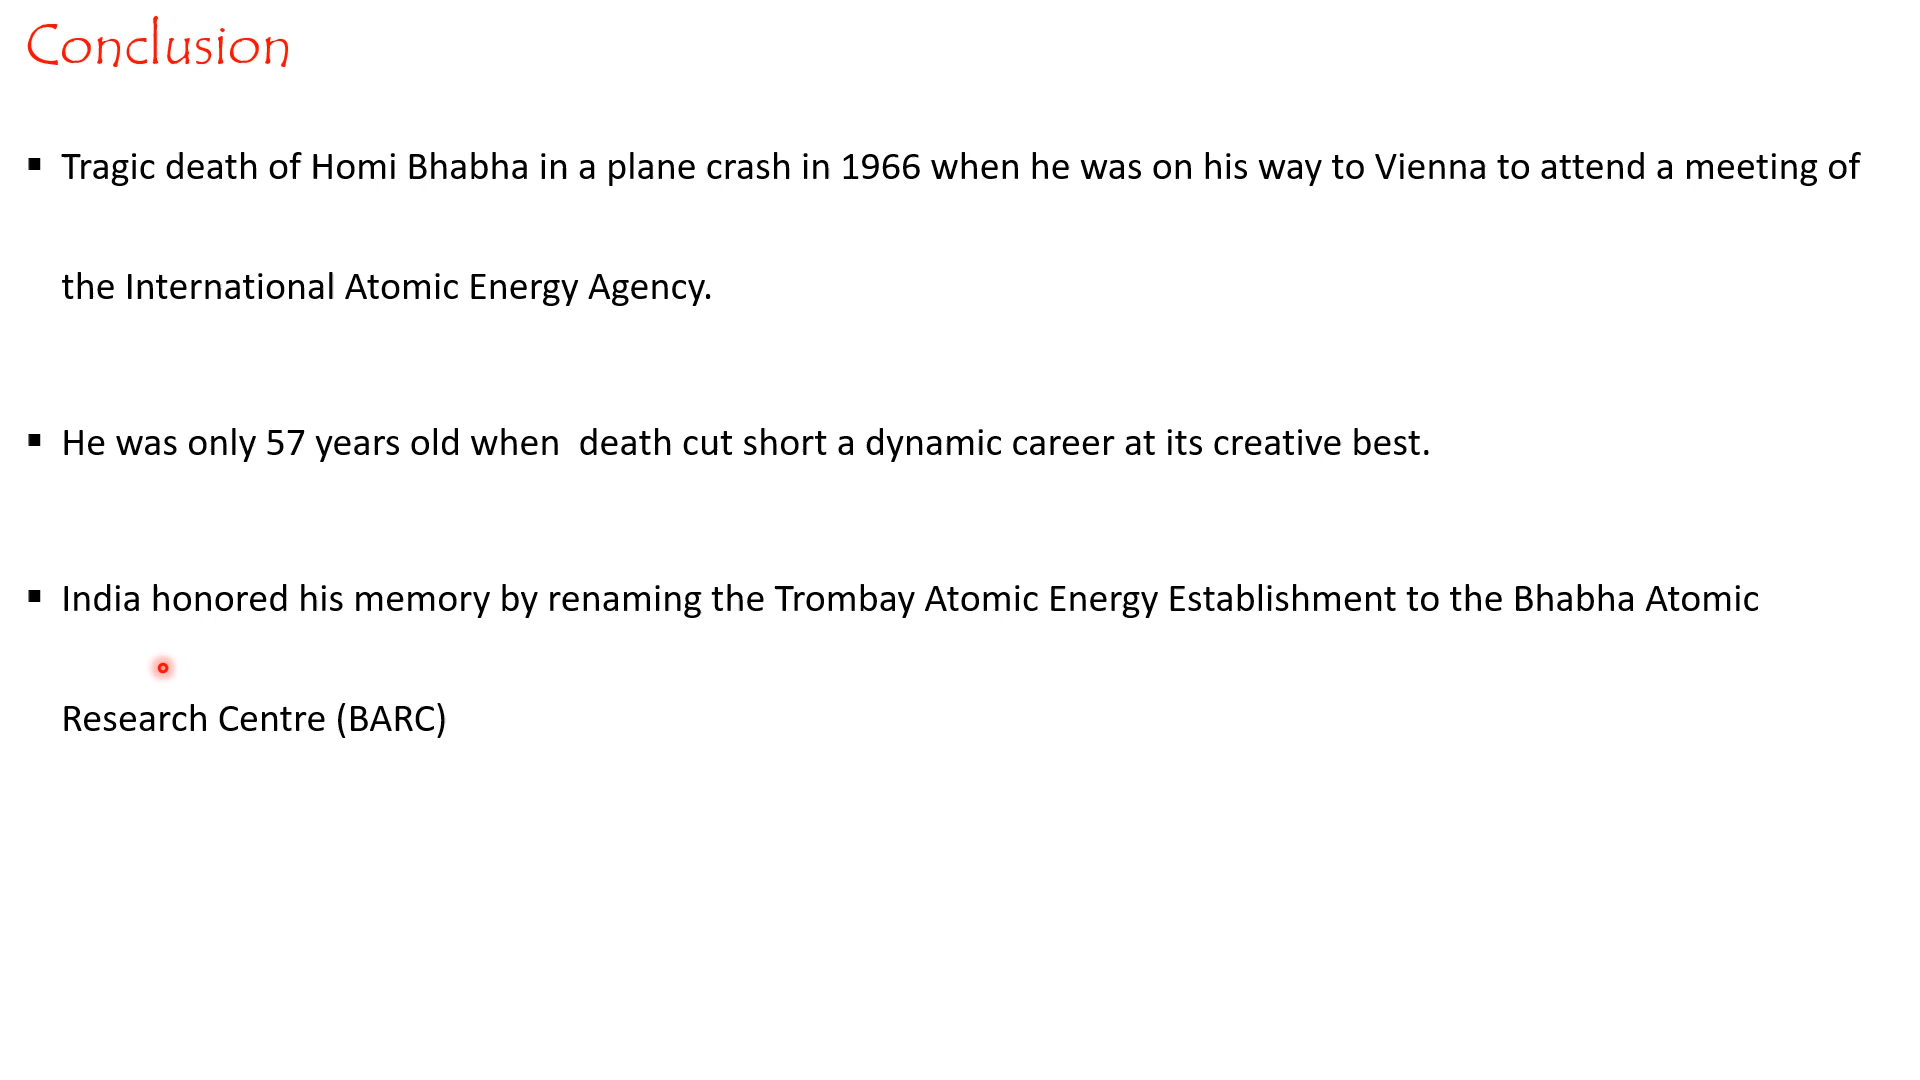 Conclusion
▪ Tragic death of Homi Bhabha in a plane crash in 1966 when he was on his way to Vienna to attend a meeting of
the International Atomic Energy Agency.
▪ He was only 57 years old when  death cut short a dynamic career at its creative best.
▪ India honored his memory by renaming the Trombay Atomic Energy Establishment to the Bhabha Atomic
Research Centre (BARC)